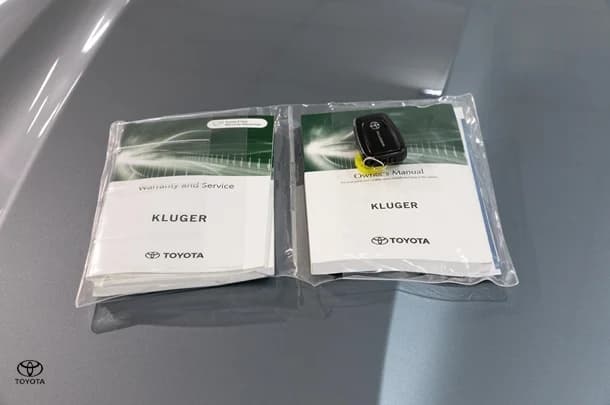 Warranty and Service
KLUGER
TOYOTA
Owner's Manual
KLUGER
TOYOTA
TOYOTA